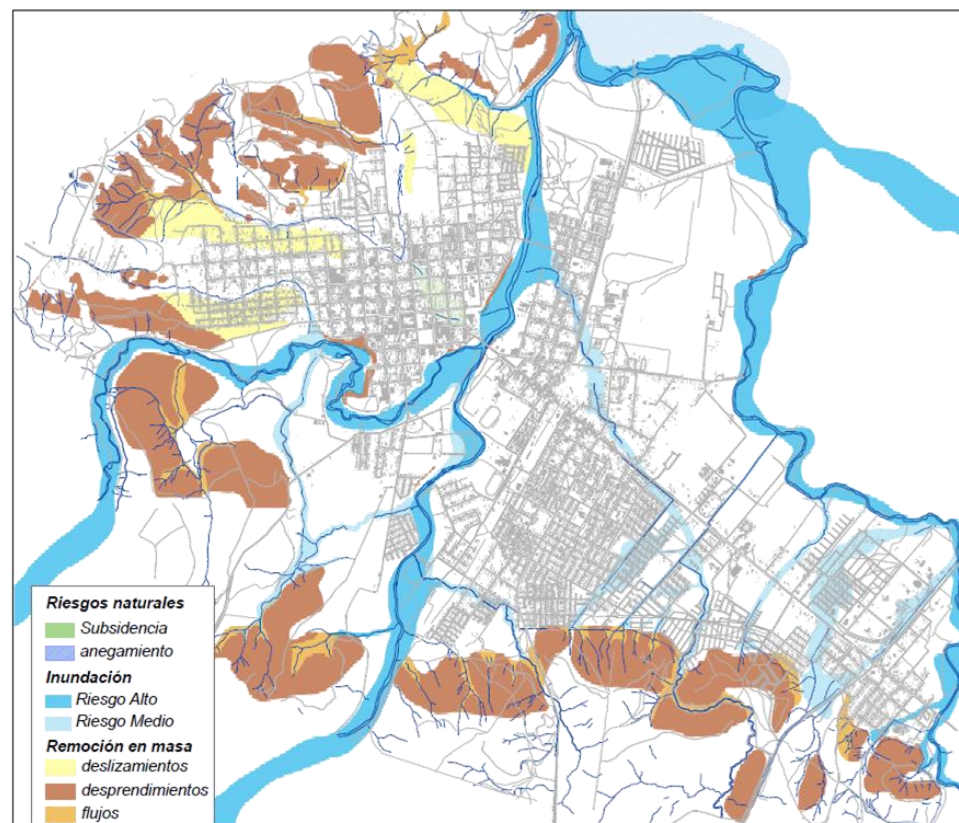 Riesgos naturales
Subsidencia
anegamiento
Inundación
Riesgo Alto
Riesgo Medio
Remoción en masa
deslizamientos
desprendimientos
flujos